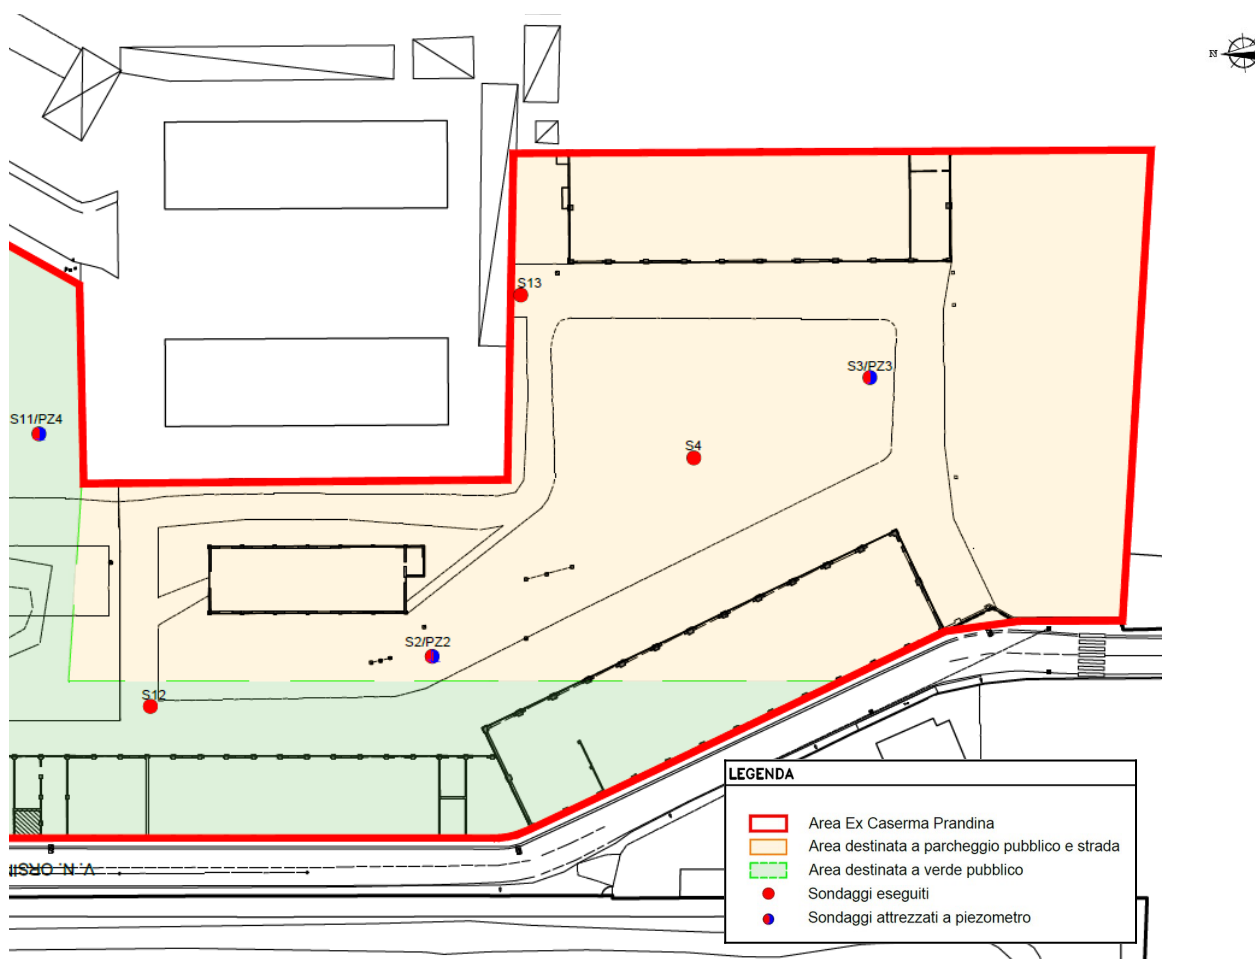 N
S13
S3/PZ3
S11/PZ4
S4
S2/PZ2
S12
LEGENDA
Area Ex Caserma Prandina
Area destinata a parcheggio pubblico e strada
Area destinata a verde pubblico
Sondaggi eseguiti
Sondaggi attrezzati a piezometro
V. N. ORSINI